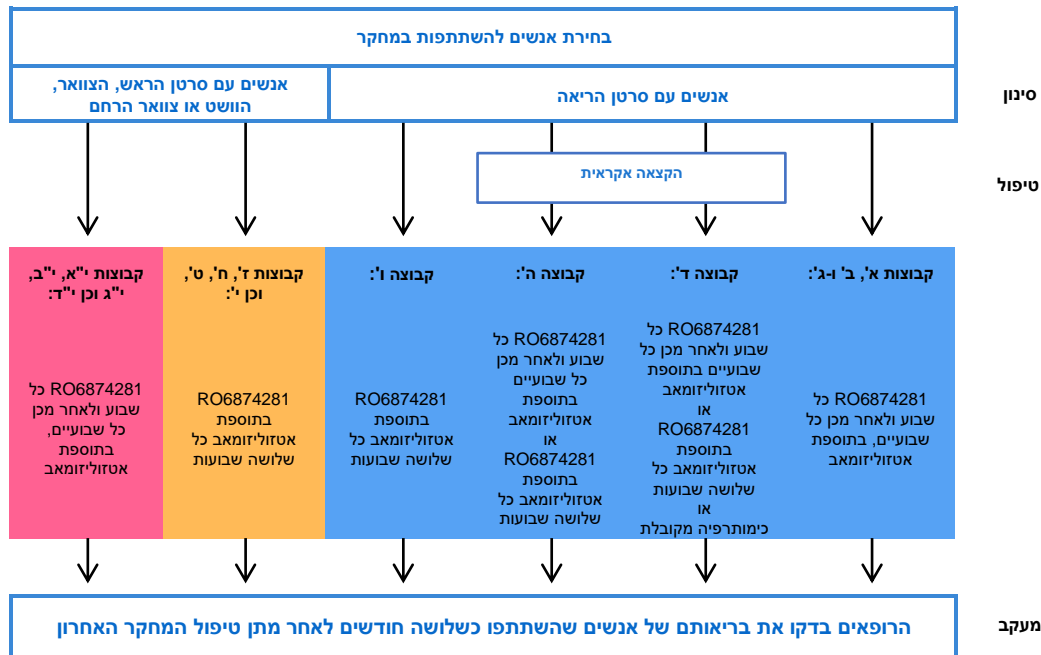 בחירת אנשים להשתתפות במחקר
סינון
אנשים עם סרטן הריאה
אנשים עם סרטן הראש, הצוואר,
הוושט או צוואר הרחם
טיפול
הקצאה אקראית
קבוצות א', ב' ו-ג':
RO6874281 כל
שבוע ולאחר מכן כל
שבועיים, בתוספת
אטזוליזומאב
קבוצה ד':
RO6874281 כל
שבוע ולאחר מכן כל
שבועיים בתוספת
אטזוליזומאב
או
RO6874281
בתוספת
אטזוליזומאב כל
שלושה שבועות
או
כימותרפיה מקובלת
קבוצה ה':
RO6874281 כל
שבוע ולאחר מכן
כל שבועיים
בתוספת
אטזוליזומאב
או
RO6874281
בתוספת
אטזוליזומאב כל
שלושה שבועות
קבוצה ו':
RO6874281
בתוספת
אטזוליזומאב כל
שלושה שבועות
קבוצות ז', ח', ט',
וכן י':
RO6874281
בתוספת
אטזוליזומאב כל
שלושה שבועות
קבוצות י"א, י"ב,
י"ג וכן י"ד:
RO6874281 כל
שבוע ולאחר מכן
כל שבועיים,
בתוספת
אטזוליזומאב
מעקב
הרופאים בדקו את בריאותם של אנשים שהשתתפו כשלושה חודשים לאחר מתן טיפול המחקר האחרון